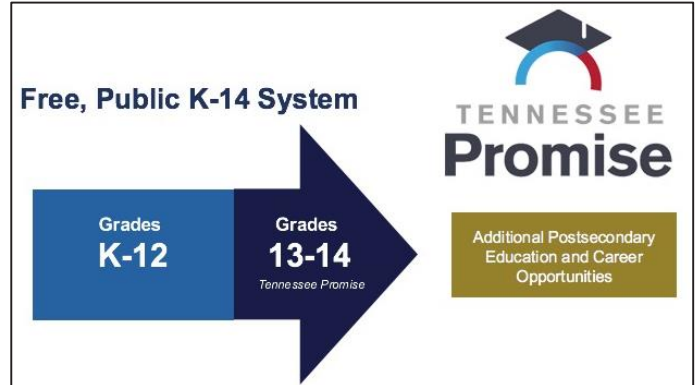 Free, Public K-14 System
Grades
K-12
Grades
13-14
Tennessee Promise
TENNESSEE
Promise
Additional Postsecondary
Education and Career
Opportunities